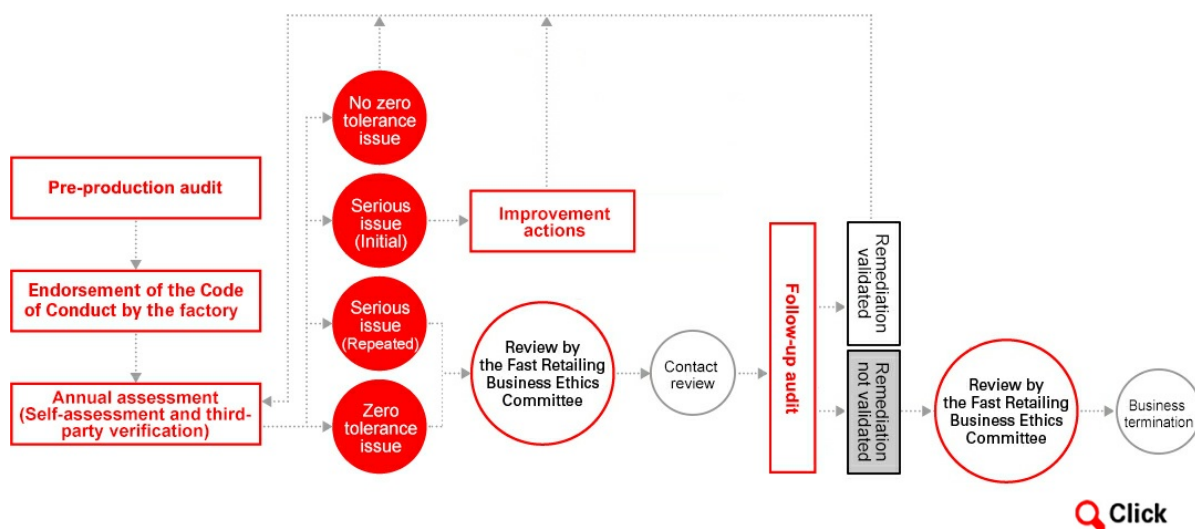 Pre-production audit
Endorsement of the Code
of Conduct by the factory
Annual assessment
(Self-assessment and third-
party verification)
No zero
tolerance
issue
Serious
issue
(Initial)
Serious
issue
(Repeated)
Zero
tolerance
issue
Improvement
actions
Review by
the Fast Retailing
Business Ethics
Committee
Contact
review
Follow-up audit
Remediation
validated
Remediation
not validated
Review by
the Fast Retailing
Business Ethics
Committee
Business
termination
Click